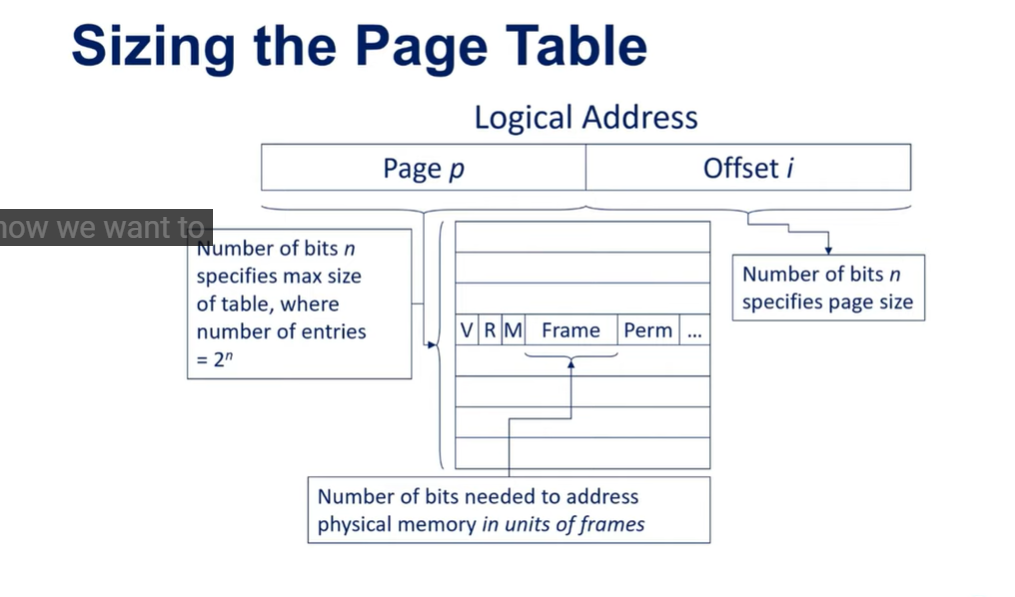 Sizing the Page Table
Logical Address
Page p
Offset i
now we want to
Number of bits n
specifies max size
of table, where
number of entries
= 2ⁿ
Number of bits n
specifies page size
V R M Frame Perm ...
Number of bits needed to address
physical memory in units of frames